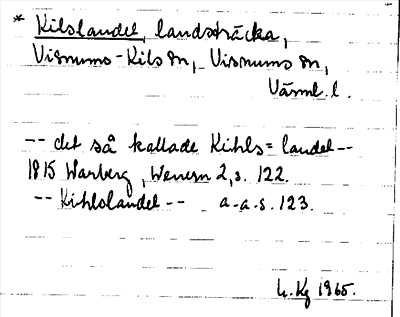 * Kilslandet, landsträcka,
Visnums-Kils sn, Visnums sn,
Värml. l.
-- det så kallade Kihls=landet --
1815 Warberg, Wenern 2, s. 122.
-- Kihlslandet -- a.a.s. 123.
L. Kg 1965.